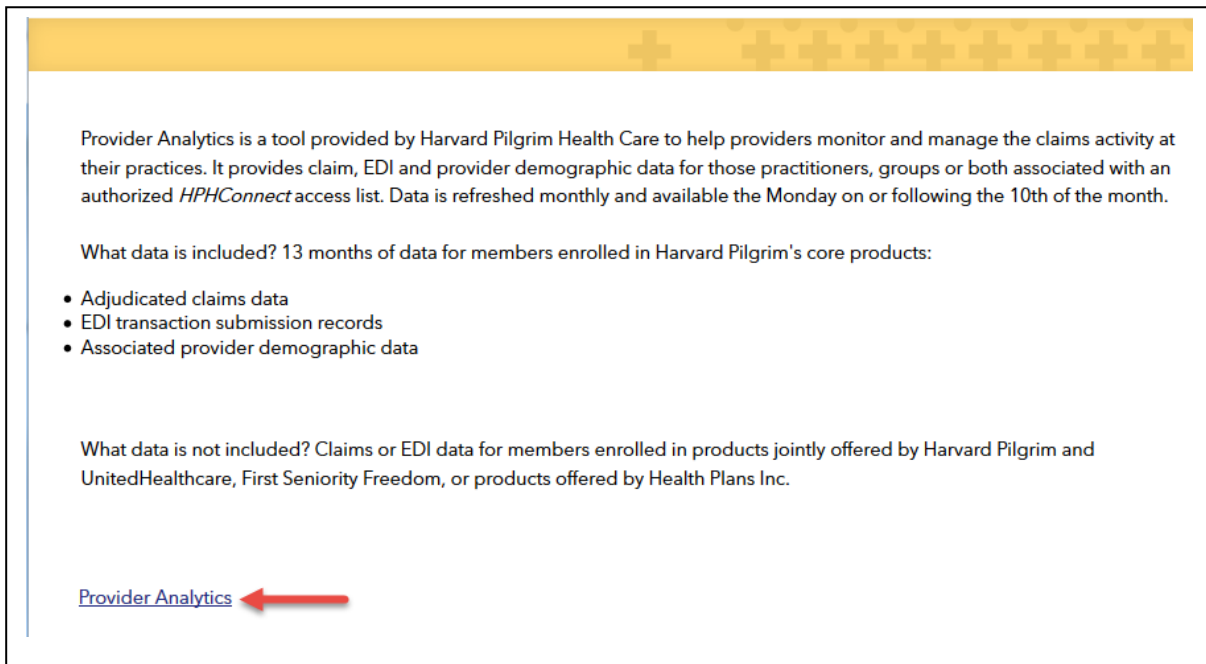 Provider Analytics is a tool provided by Harvard Pilgrim Health Care to help providers monitor and manage the claims activity at
their practices. It provides claim, EDI and provider demographic data for those practitioners, groups or both associated with an
authorized HPHConnect access list. Data is refreshed monthly and available the Monday on or following the 10th of the month.
What data is included? 13 months of data for members enrolled in Harvard Pilgrim's core products:
• Adjudicated claims data
• EDI transaction submission records
• Associated provider demographic data
What data is not included? Claims or EDI data for members enrolled in products jointly offered by Harvard Pilgrim and
UnitedHealthcare, First Seniority Freedom, or products offered by Health Plans Inc.
Provider Analytics